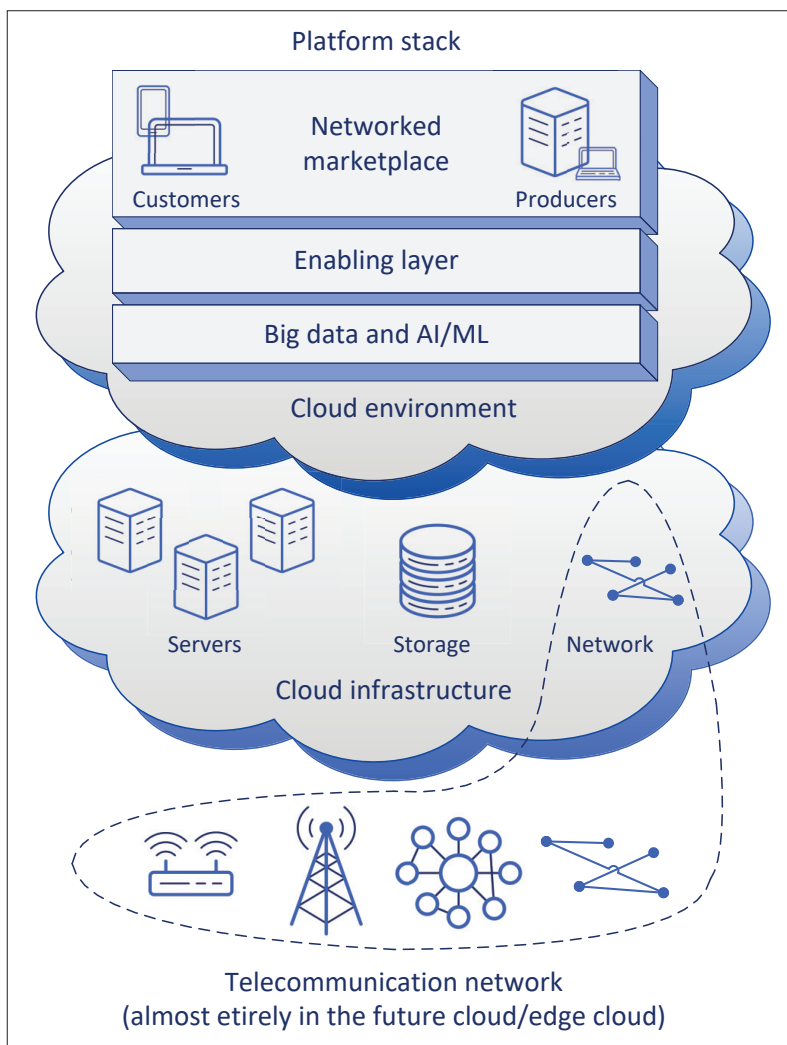 Platform stack
Networked
marketplace
Customers
Producers
Enabling layer
Big data and AI/ML
Cloud environment
Servers
Storage
Network
Cloud infrastructure
Telecommunication network
(almost etirely in the future cloud/edge cloud)